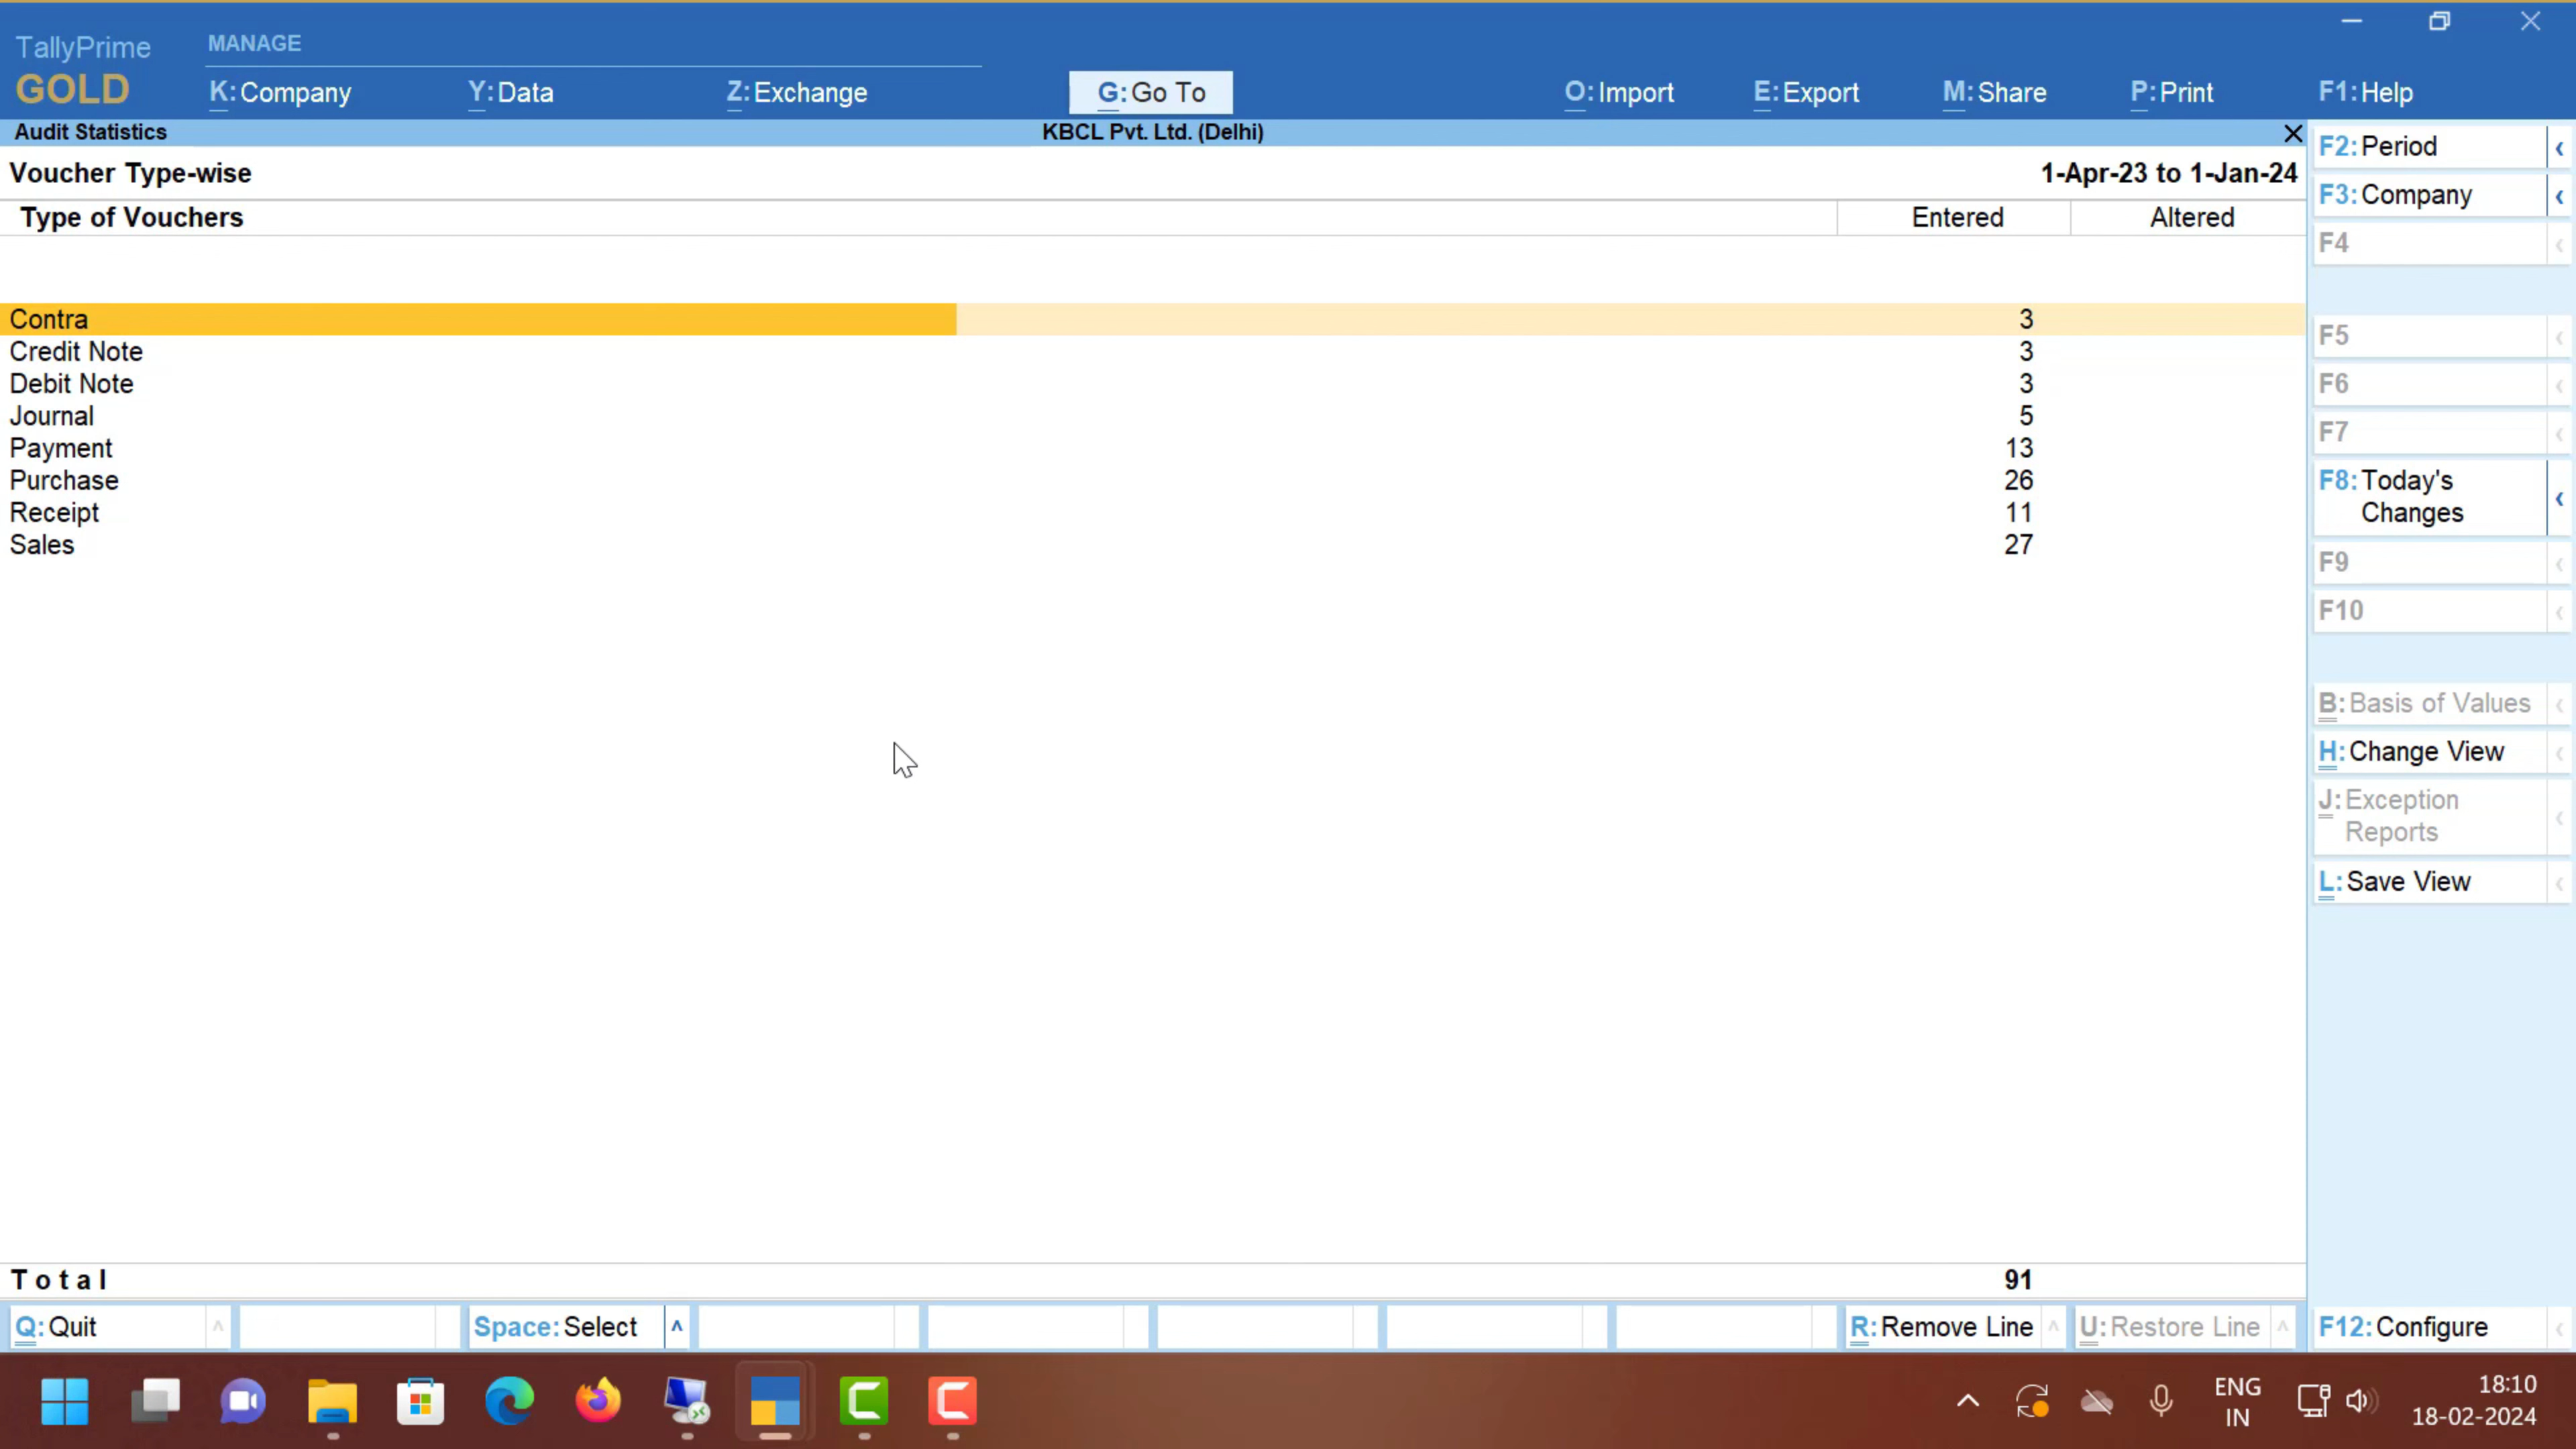 TallyPrime
GOLD
MANAGE
K: Company
Y: Data
Z: Exchange
G: Go To
O: Import
E: Export
M: Share
P: Print
F1: Help
Audit Statistics
KBCL Pvt. Ltd. (Delhi)
Voucher Type-wise
1-Apr-23 to 1-Jan-24
Type of Vouchers Entered Altered
Contra 3
Credit Note 3
Debit Note 3
Journal 5
Payment 13
Purchase 26
Receipt 11
Sales 27
Total 91
F2: Period
F3: Company
F4
F5
F6
F7
F8: Today's
Changes
F9
F10
B: Basis of Values
H: Change View
J: Exception
Reports
L: Save View
Q: Quit
Space: Select
R: Remove Line
U: Restore Line
F12: Configure
ENG
IN
18:10
18-02-2024